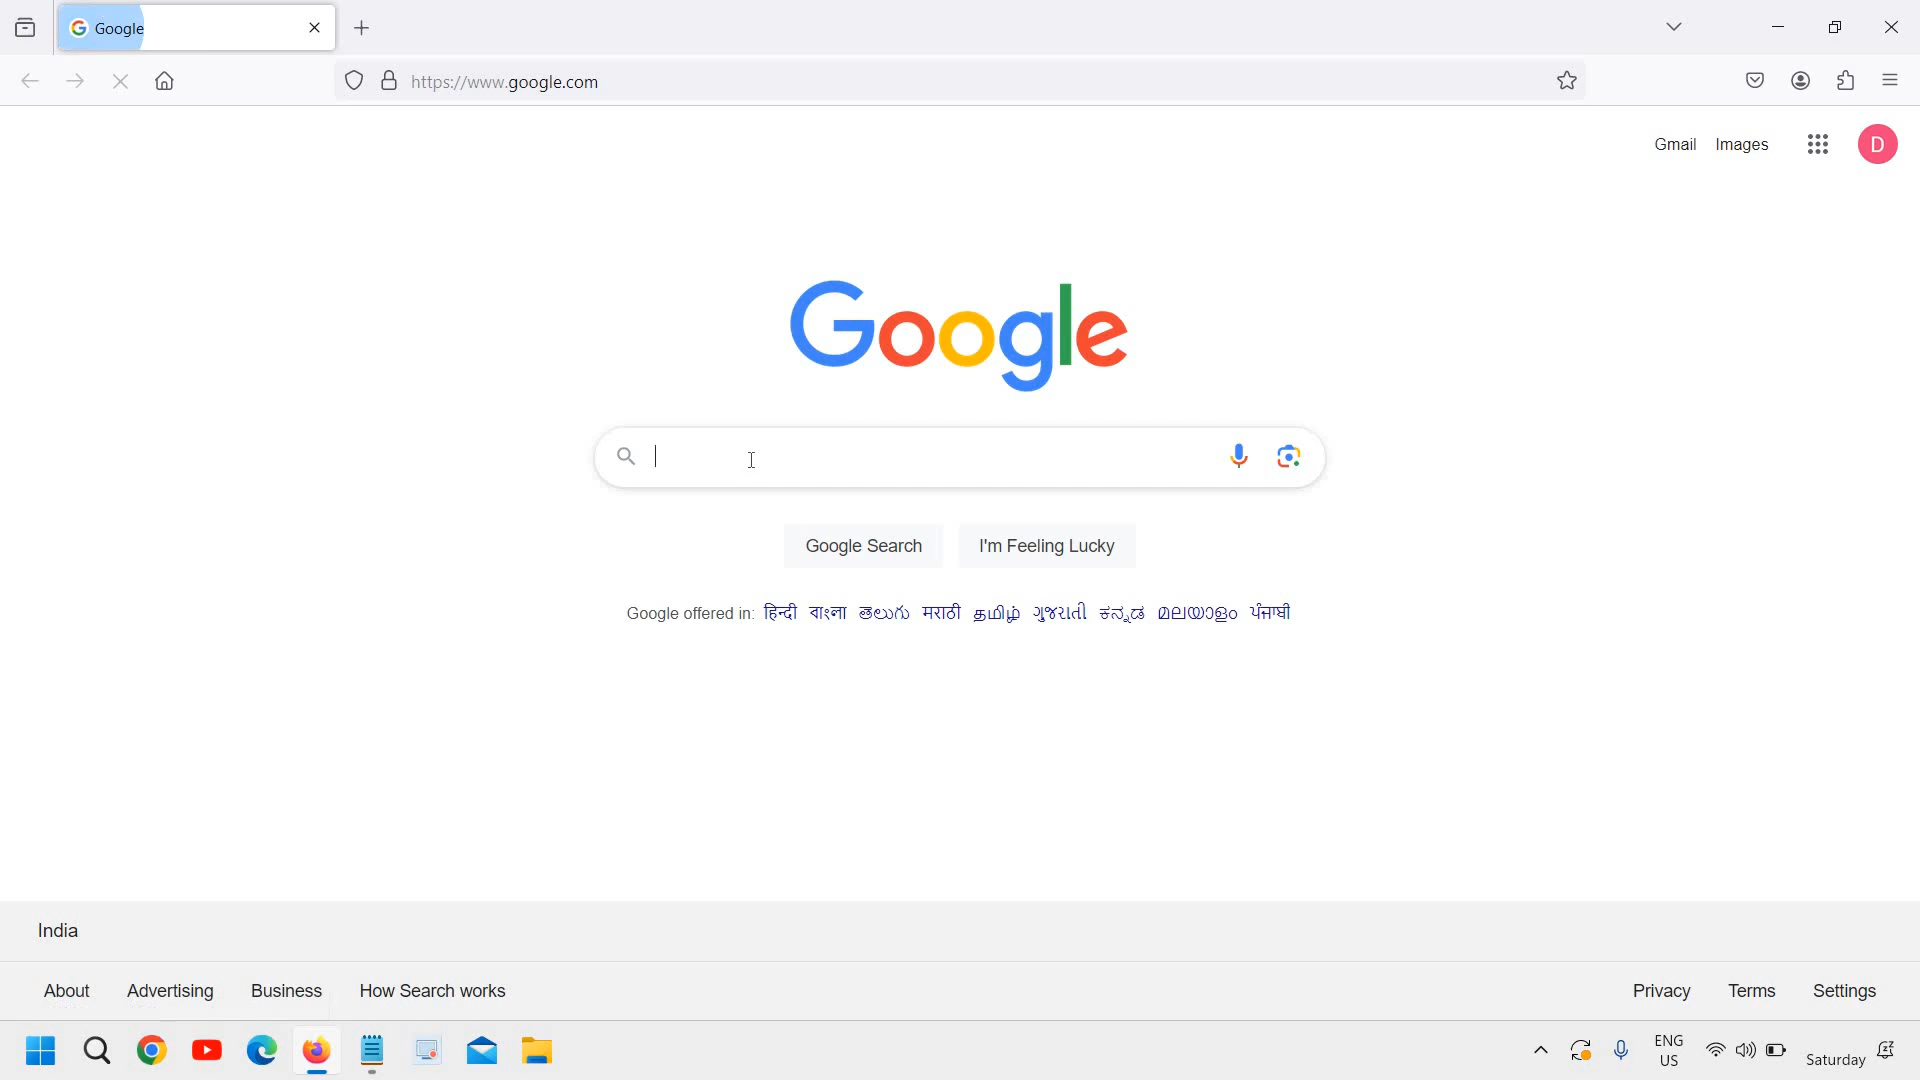 Google
https://www.google.com
Gmail Images D
Google
Google Search I'm Feeling Lucky
Google offered in: हिन्दी বাংলা తెలుగు मराठी தமிழ் ગુજરાતી ಕನ್ನಡ മലയാളം ਪੰਜਾਬੀ
India
About Advertising Business How Search works Privacy Terms Settings
ENG
US
Saturday